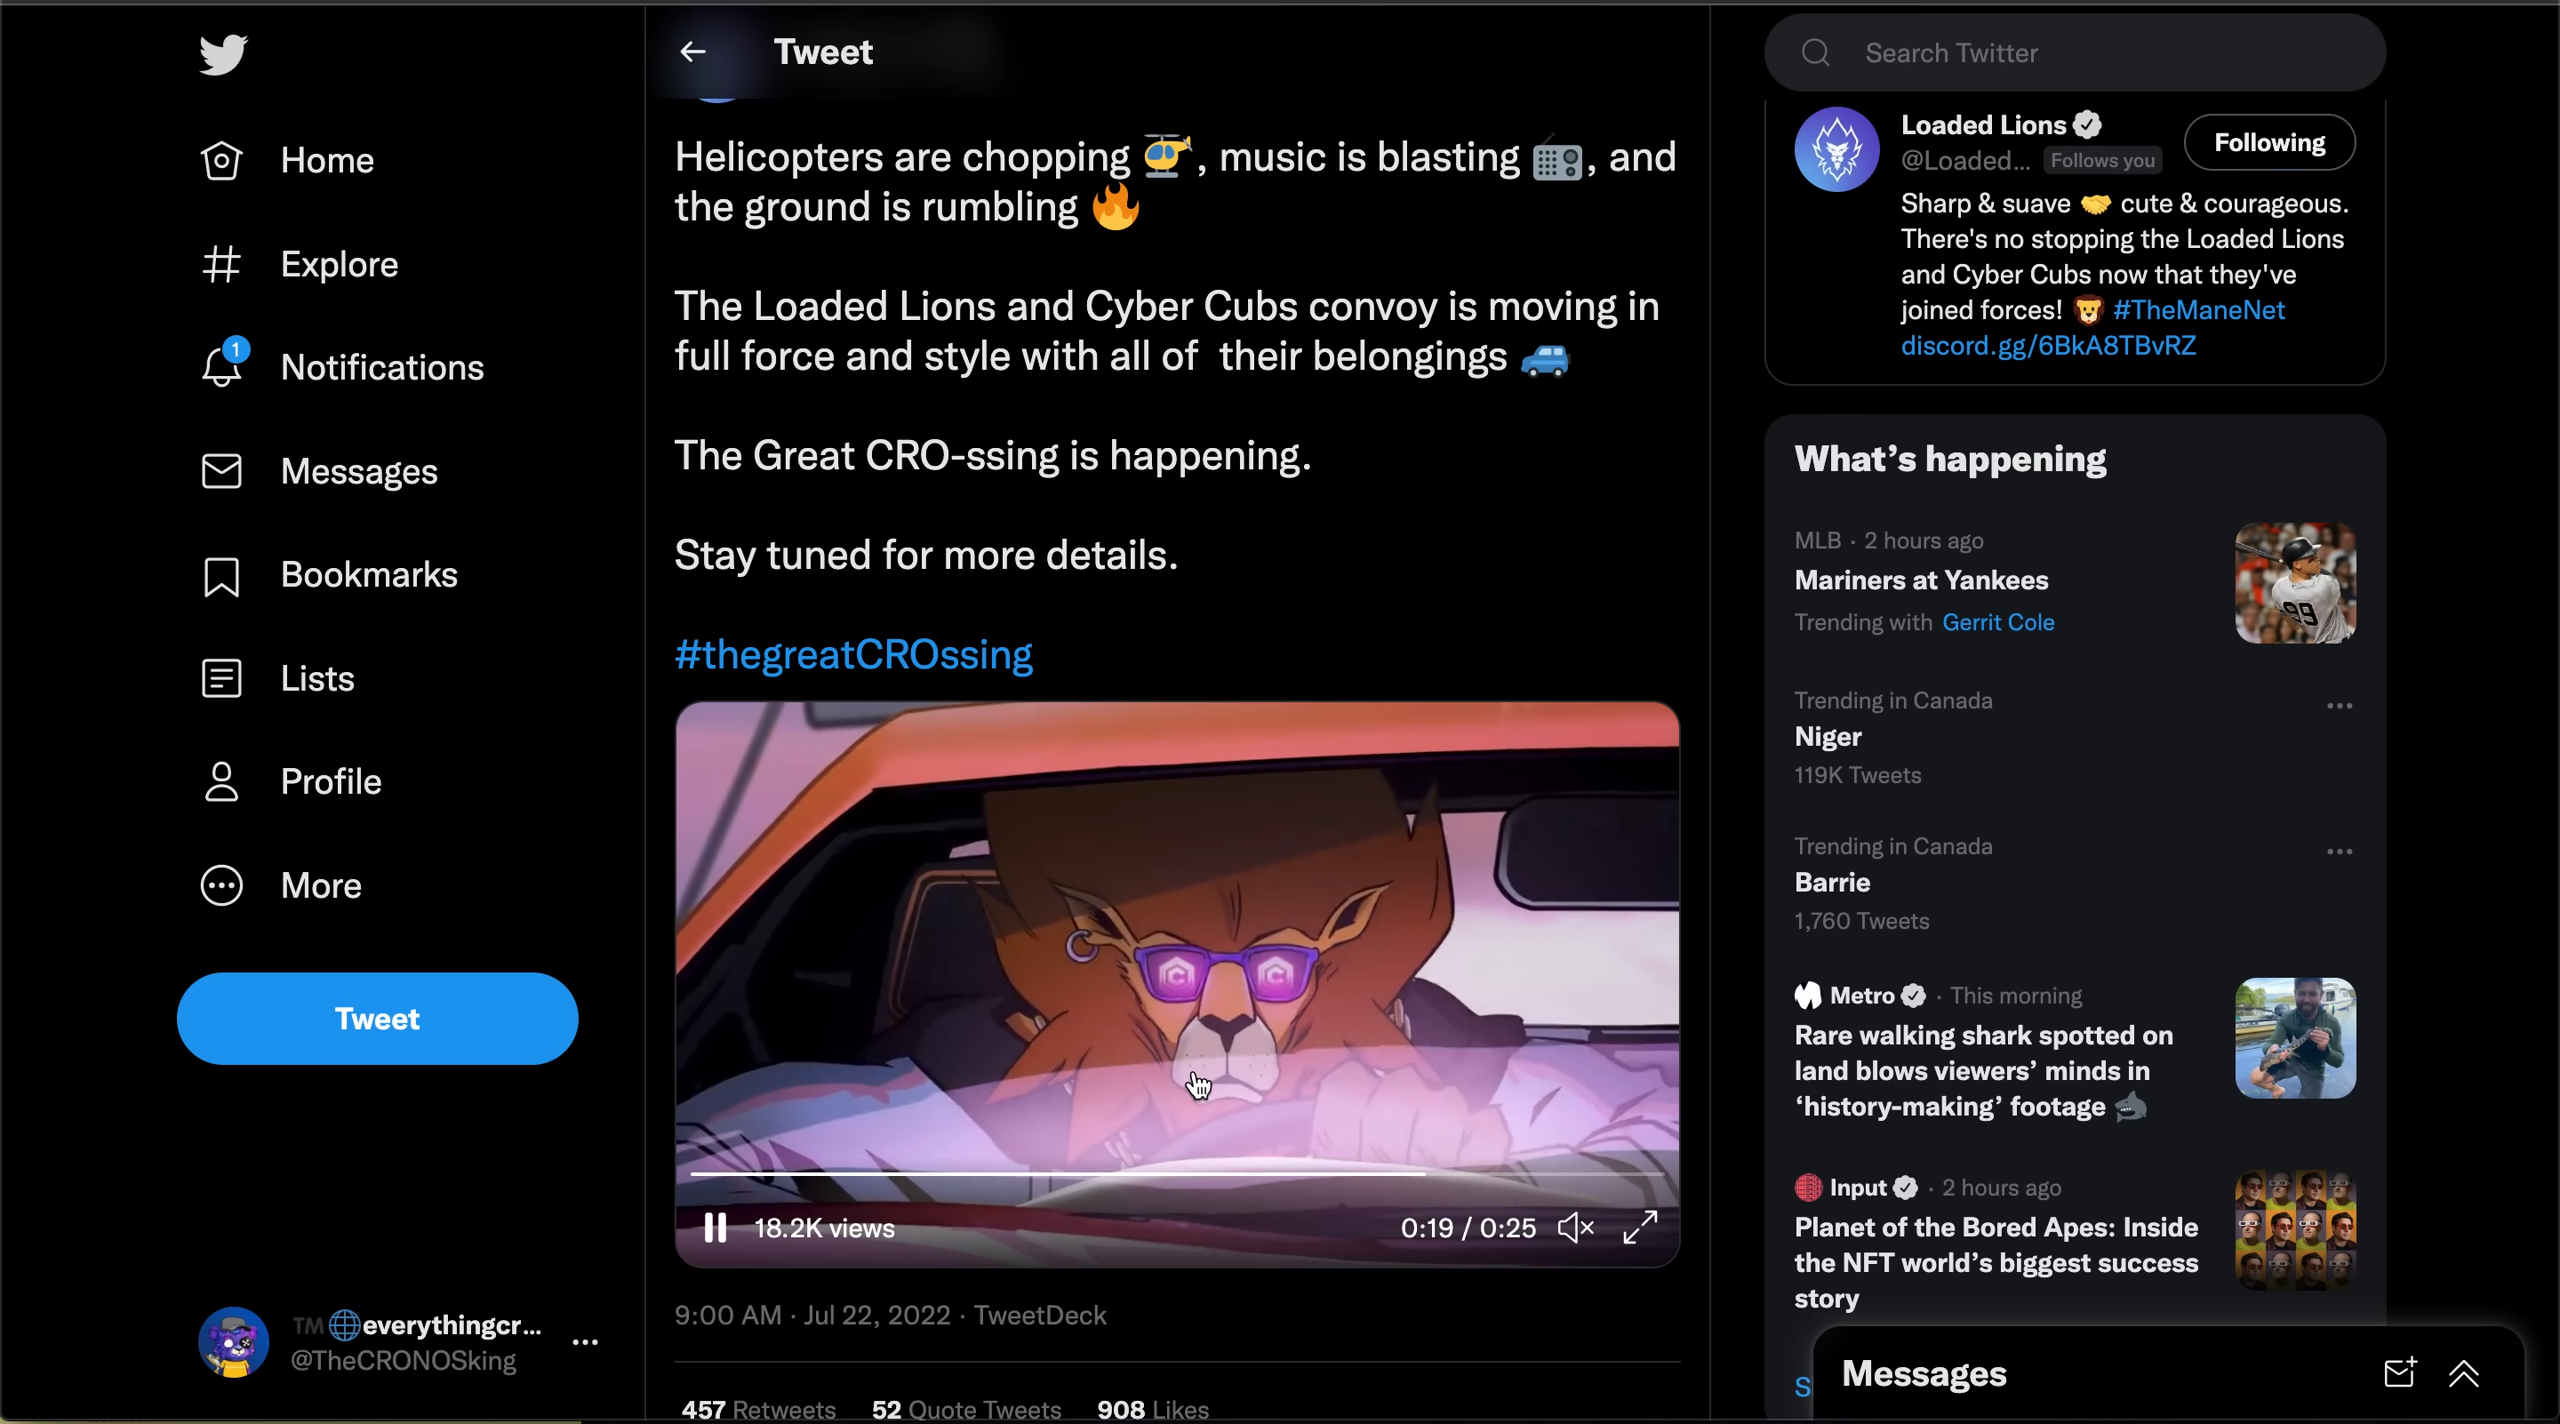 Home
Explore
1
Notifications
Messages
Bookmarks
Lists
Profile
More
Tweet
TM🌐everythingcr...
@TheCRONOSking
Tweet
Helicopters are chopping 🚁, music is blasting 📻, and
the ground is rumbling 🔥
The Loaded Lions and Cyber Cubs convoy is moving in
full force and style with all of  their belongings 🚙
The Great CRO-ssing is happening.
Stay tuned for more details.
#thegreatCROssing
18.2K views
0:19 / 0:25
9:00 AM · Jul 22, 2022 · TweetDeck
457 Retweets 52 Quote Tweets 908 Likes
Search Twitter
Loaded Lions
@Loaded... Follows you
Following
Sharp & suave 🤝 cute & courageous.
There's no stopping the Loaded Lions
and Cyber Cubs now that they've
joined forces! 🦁 #TheManeNet
discord.gg/6BkA8TBvRZ
What's happening
MLB · 2 hours ago
Mariners at Yankees
Trending with Gerrit Cole
99
Trending in Canada
Niger
119K Tweets
Trending in Canada
Barrie
1,760 Tweets
Metro · This morning
Rare walking shark spotted on
land blows viewers' minds in
'history-making' footage 🦈
Input · 2 hours ago
Planet of the Bored Apes: Inside
the NFT world's biggest success
story
S
Messages